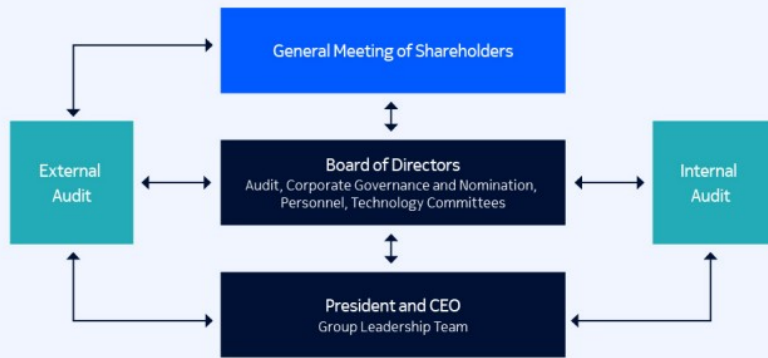 General Meeting of Shareholders
External
Audit
Board of Directors
Audit, Corporate Governance and Nomination,
Personnel, Technology Committees
Internal
Audit
President and CEO
Group Leadership Team